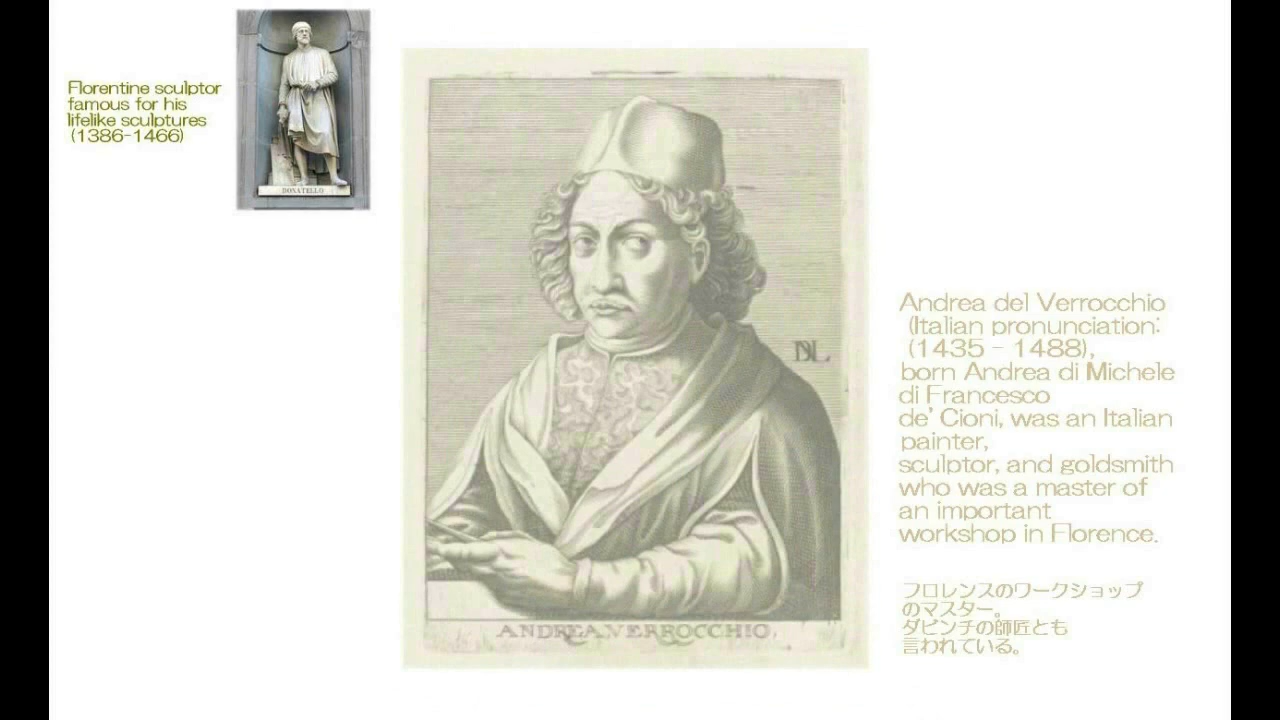 Florentine sculptor
famous for his
lifelike sculptures
(1386-1466)
DONATELLO
DL
ANDREA VERROCCHIO,
Andrea del Verrocchio
(Italian pronunciation:
(1435 - 1488),
born Andrea di Michele
di Francesco
de' Cioni, was an Italian
painter,
sculptor, and goldsmith
who was a master of
an important
workshop in Florence.
フロレンスのワークショップ
のマスター。
ダビンチの師匠とも
言われている。